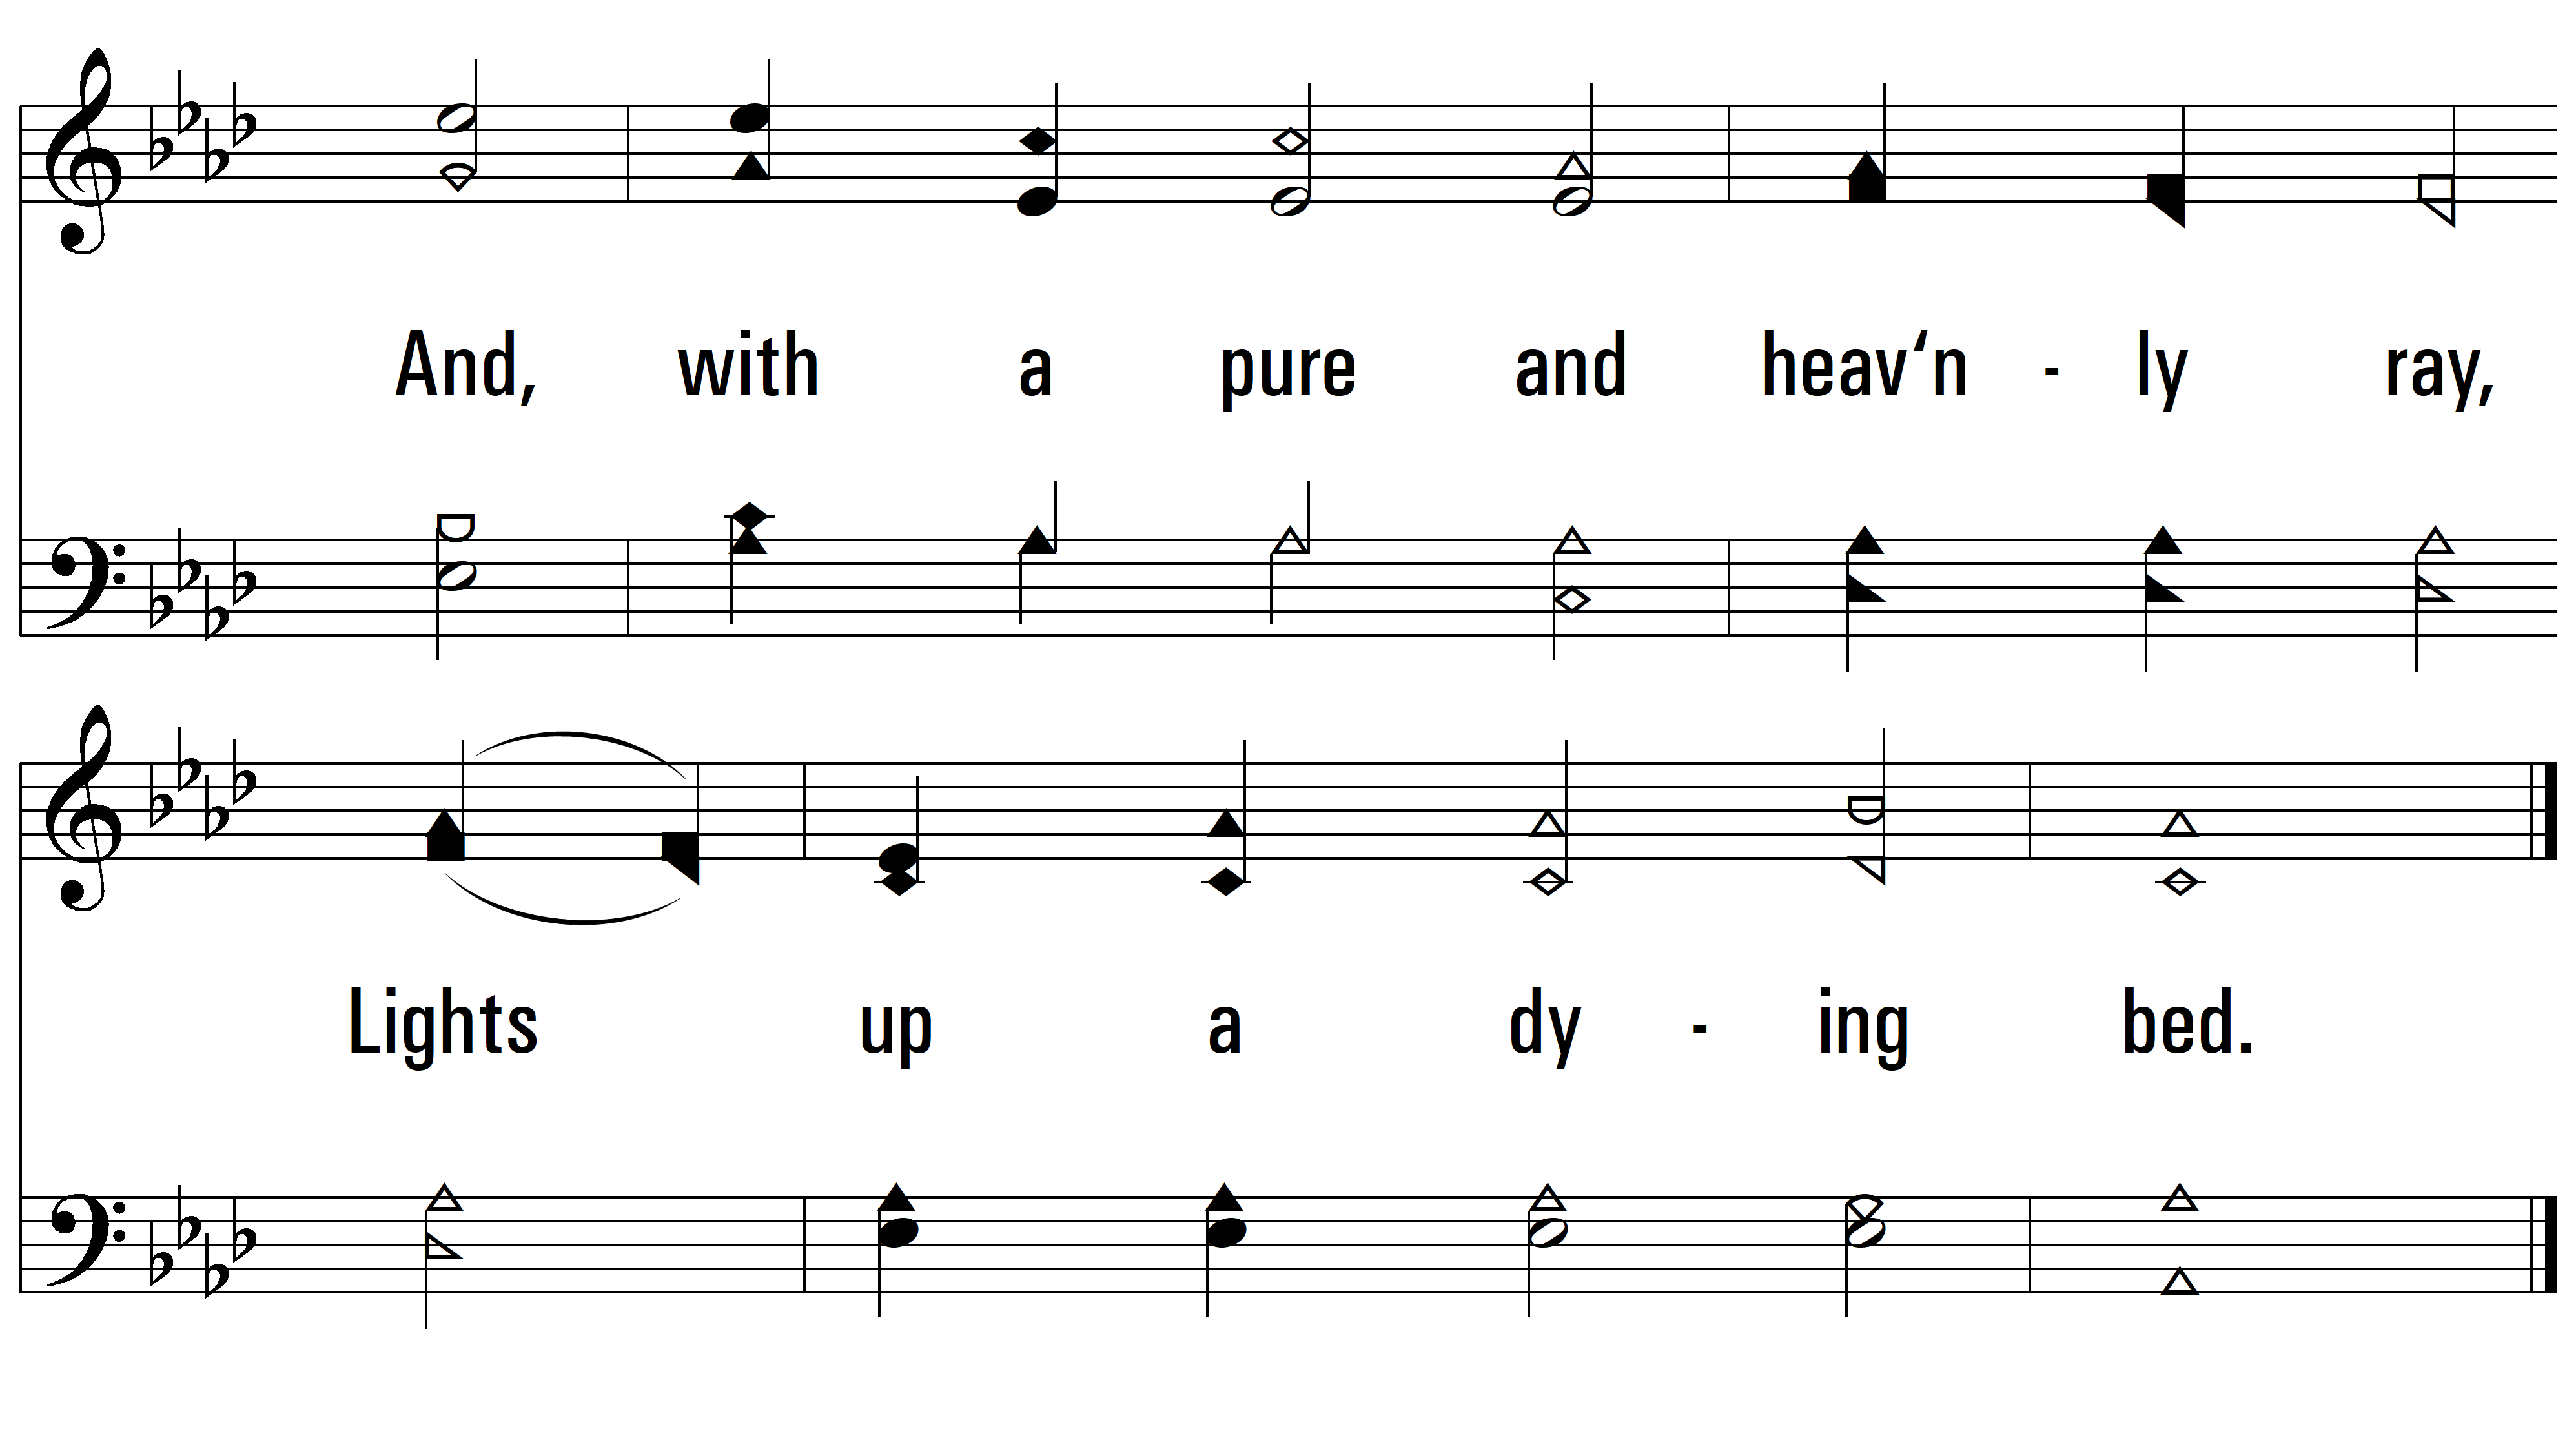 And, with a pure and heav‘n - ly ray,
Lights up a dy - ing bed.